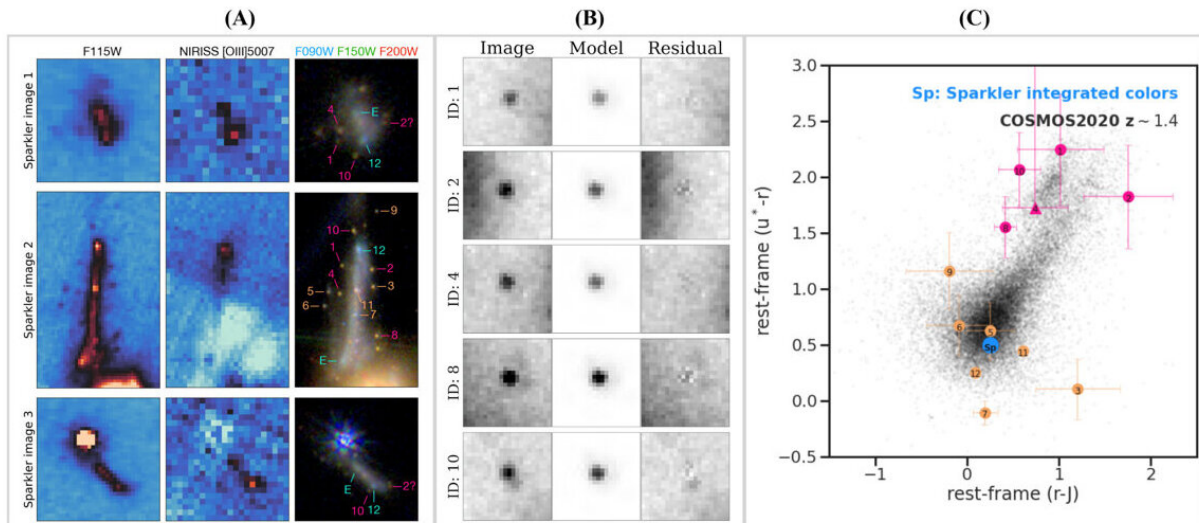 (A)
F115W NIRISS [OIII]5007 F090W F150W F200W
Sparkler image 1
4
E
2?
1
10
12
Sparkler image 2
9
10
12
1
2
4
3
5
11
6
7
8
E
Sparkler image 3
E
2?
10
12
(B)
Image Model Residual
ID: 1
ID: 2
ID: 4
ID: 8
ID: 10
(C)
3.0
2.5
2.0
1.5
1.0
0.5
0.0
−0.5
rest-frame (u*-r)
Sp: Sparkler integrated colors
COSMOS2020 z ~ 1.4
1
10
2
8
9
6
5
Sp
11
12
3
7
−1 0 1 2
rest-frame (r-J)